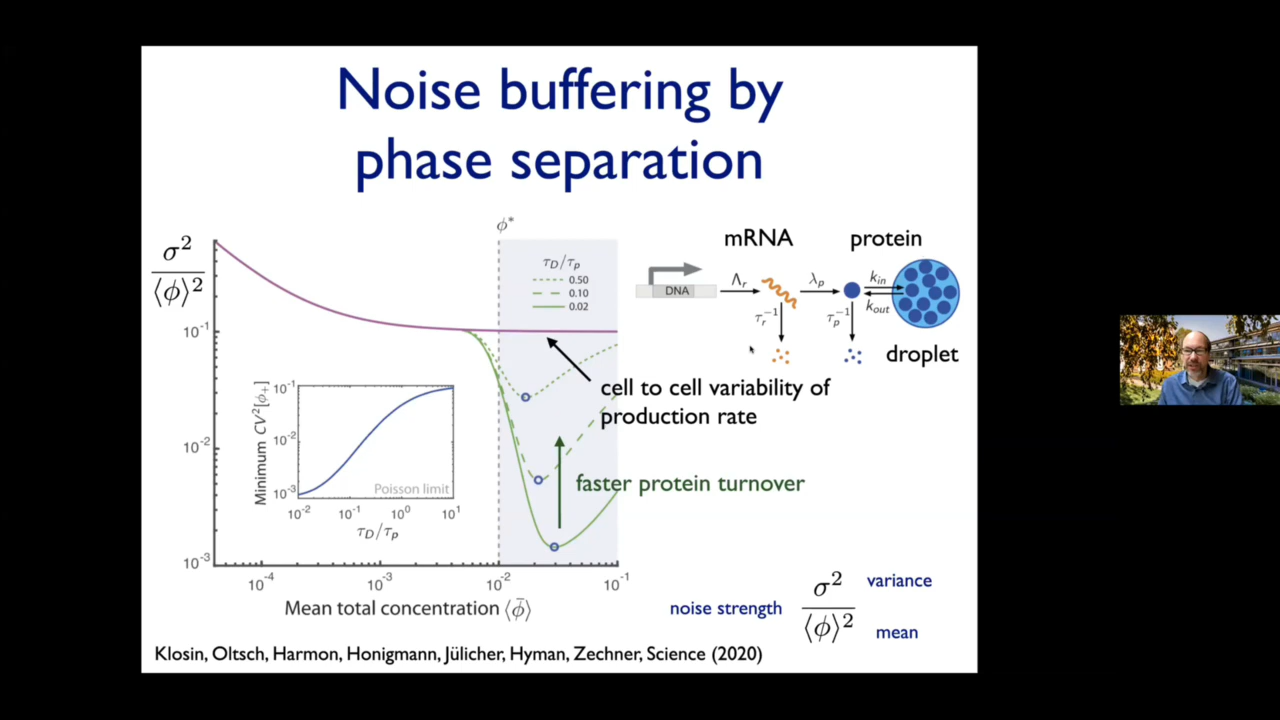 Noise buffering by
phase separation
σ²
⟨ϕ⟩²
10⁻¹
10⁻²
10⁻³
ϕ*
τ_D/τ_p
0.50
0.10
0.02
Minimum CV²[ϕ₊]
10⁻¹
10⁻²
10⁻³
Poisson limit
10⁻² 10⁻¹ 10⁰ 10¹
τ_D/τ_p
10⁻⁴ 10⁻³ 10⁻² 10⁻¹
Mean total concentration ⟨ϕ̄⟩
mRNA protein
DNA Λ_r λ_p k_in
k_out
τ_r⁻¹ τ_p⁻¹
droplet
cell to cell variability of
production rate
faster protein turnover
noise strength σ² variance
⟨ϕ⟩² mean
Klosin, Oltsch, Harmon, Honigmann, Jülicher, Hyman, Zechner, Science (2020)